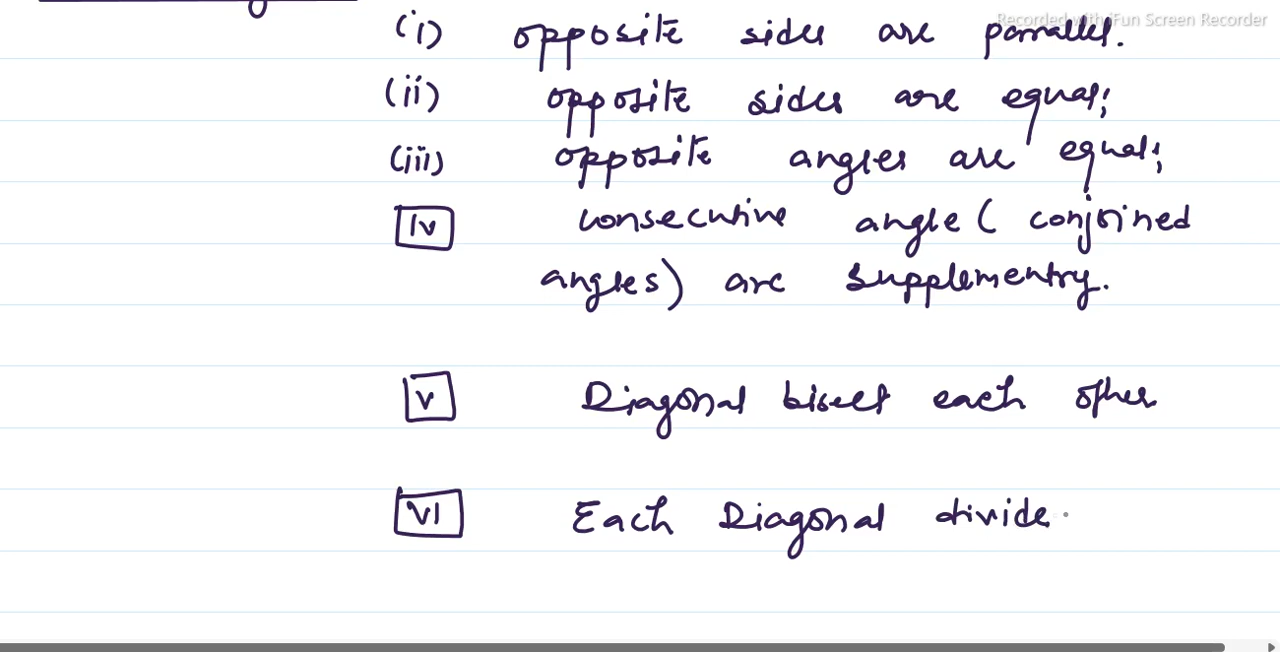 Recorded with iFun Screen Recorder
(i) opposite sides are parallel.
(ii) opposite sides are equal;
(iii) opposite angles are equal;
iv consecutive angle ( conjoined
angles) are supplementry.
v Diagonal bisect each other
vi Each Diagonal divide